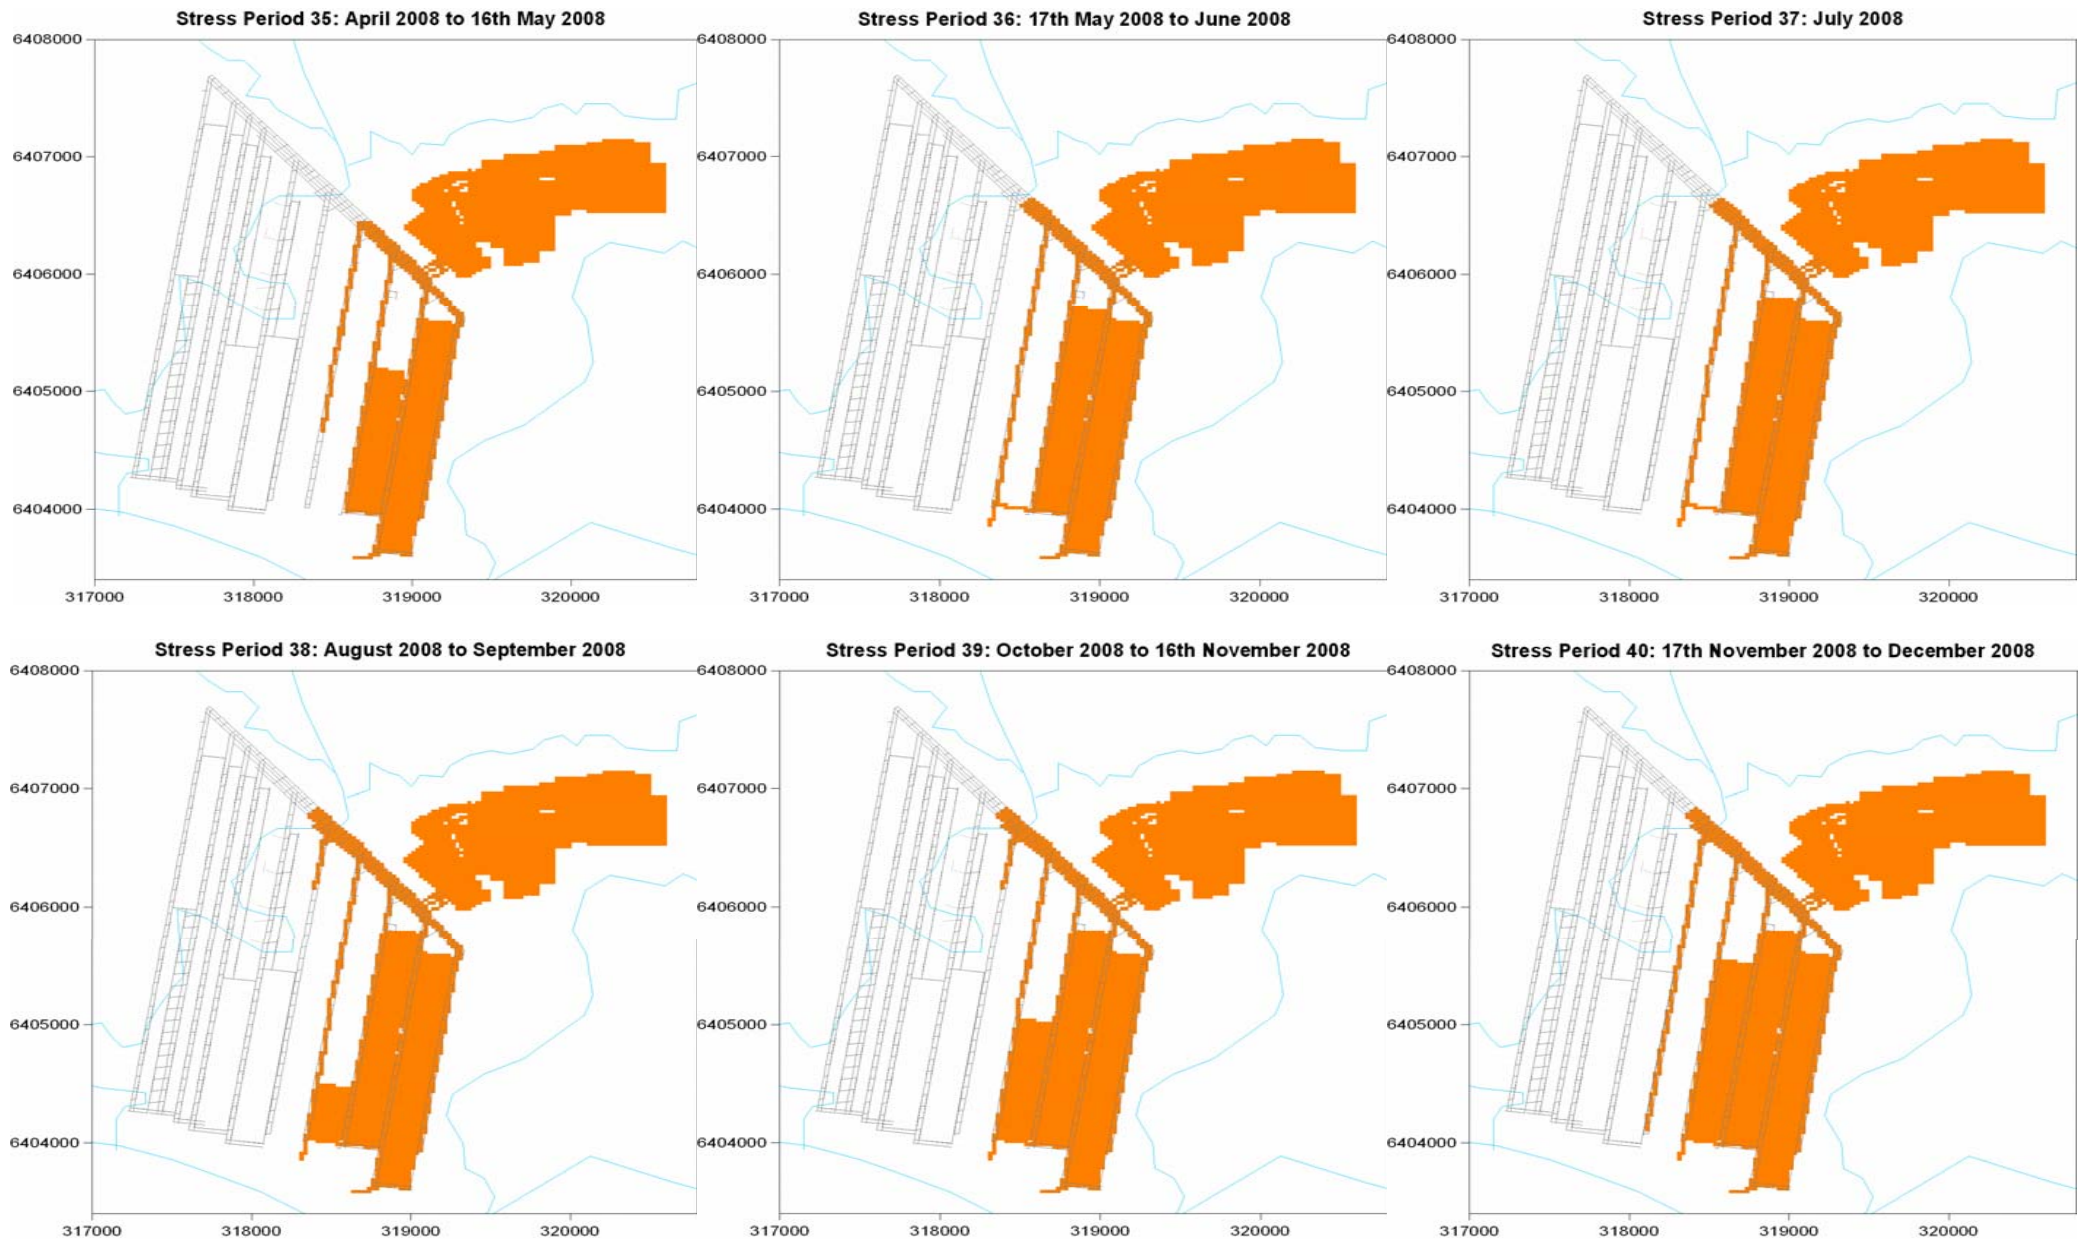 Stress Period 35: April 2008 to 16th May 2008
Stress Period 36: 17th May 2008 to June 2008
Stress Period 37: July 2008
6408000
6407000
6406000
6405000
6404000
317000 318000 319000 320000
6408000
6407000
6406000
6405000
6404000
317000 318000 319000 320000
6408000
6407000
6406000
6405000
6404000
317000 318000 319000 320000
Stress Period 38: August 2008 to September 2008
Stress Period 39: October 2008 to 16th November 2008
Stress Period 40: 17th November 2008 to December 2008
6408000
6407000
6406000
6405000
6404000
317000 318000 319000 320000
6408000
6407000
6406000
6405000
6404000
317000 318000 319000 320000
6408000
6407000
6406000
6405000
6404000
317000 318000 319000 320000